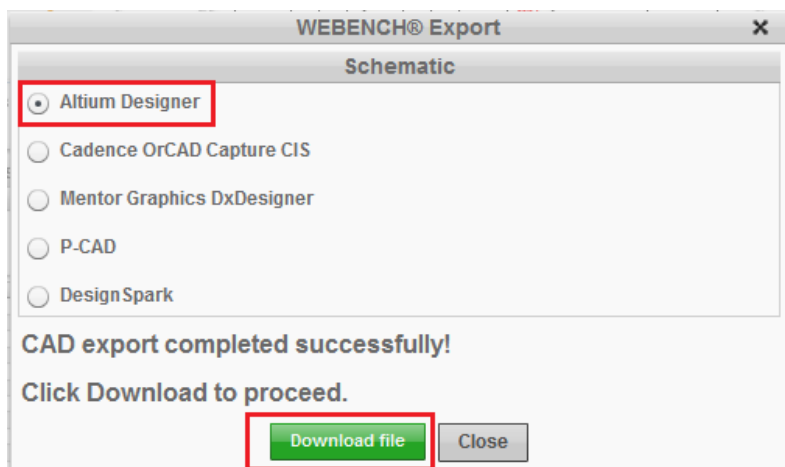 WEBENCH® Export
Schematic
Altium Designer
Cadence OrCAD Capture CIS
Mentor Graphics DxDesigner
P-CAD
DesignSpark
CAD export completed successfully!
Click Download to proceed.
Download file Close